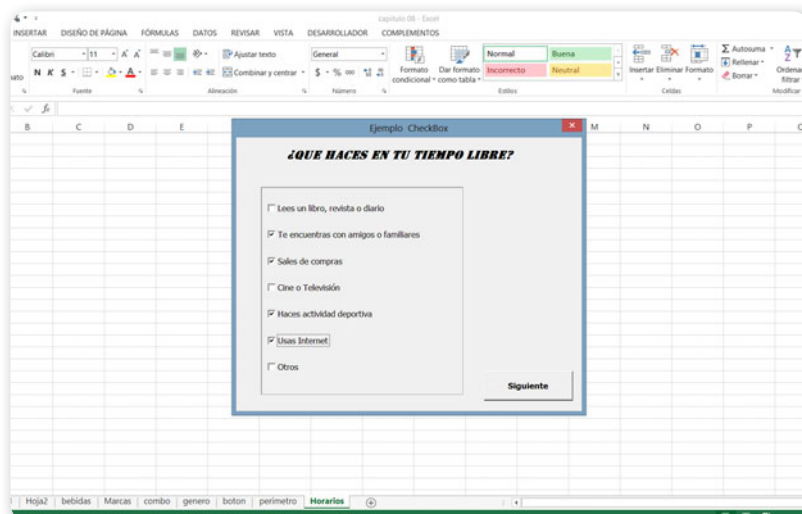 capitulo 08 - Excel
INSERTAR DISEÑO DE PÁGINA FÓRMULAS DATOS REVISAR VISTA DESARROLLADOR COMPLEMENTOS
Calibri 11 A A Ajustar texto General Normal Buena Σ Autosuma
N K S A Combinar y centrar $ % 000 Formato condicional Dar formato como tabla Incorrecto Neutral Insertar Eliminar Formato Rellenar Borrar
Fuente Alineación Número Estilos Celdas Modificar
fx
B C D E M N O P
Ejemplo CheckBox
¿QUE HACES EN TU TIEMPO LIBRE?
Lees un libro, revista o diario
Te encuentras con amigos o familiares
Sales de compras
Cine o Televisión
Haces actividad deportiva
Usas Internet
Otros
Siguiente
Hoja2 bebidas Marcas combo genero boton perimetro Horarios